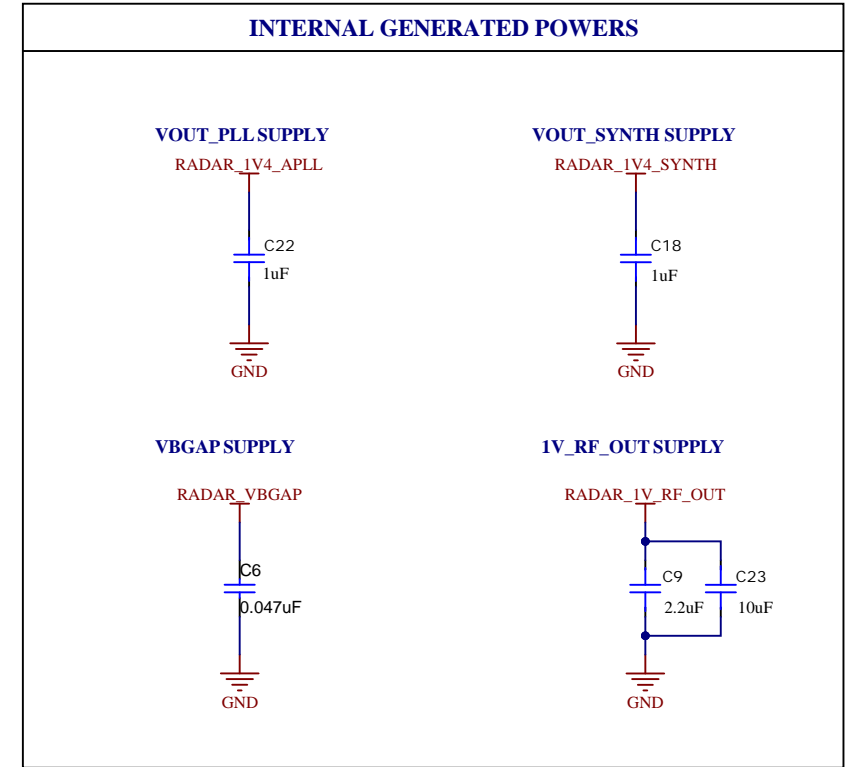 INTERNAL GENERATED POWERS
VOUT_PLL SUPPLY
RADAR_1V4_APLL
C22
1uF
GND
VOUT_SYNTH SUPPLY
RADAR_1V4_SYNTH
C18
1uF
GND
VBGAP SUPPLY
RADAR_VBGAP
C6
0.047uF
GND
1V_RF_OUT SUPPLY
RADAR_1V_RF_OUT
C9
2.2uF
C23
10uF
GND